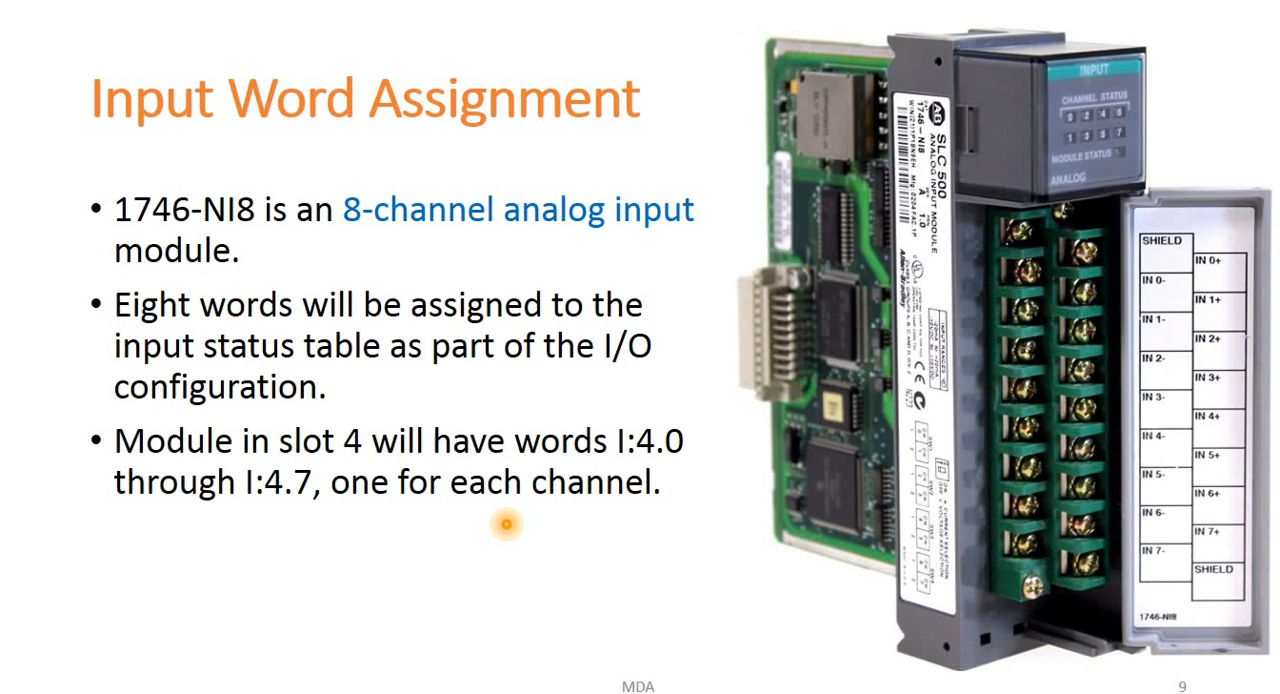 Input Word Assignment
• 1746-NI8 is an 8-channel analog input
module.
• Eight words will be assigned to the
input status table as part of the I/O
configuration.
• Module in slot 4 will have words I:4.0
through I:4.7, one for each channel.
INPUT
CHANNEL STATUS
0 2 4 6
1 3 5 7
MODULE STATUS
ANALOG
AB SLC 500
ANALOG INPUT MODULE
1746-NI8
Allen-Bradley
SHIELD
IN 0+
IN 0-
IN 1+
IN 1-
IN 2+
IN 2-
IN 3+
IN 3-
IN 4+
IN 4-
IN 5+
IN 5-
IN 6+
IN 6-
IN 7+
IN 7-
SHIELD
1746-NI8
MDA
9